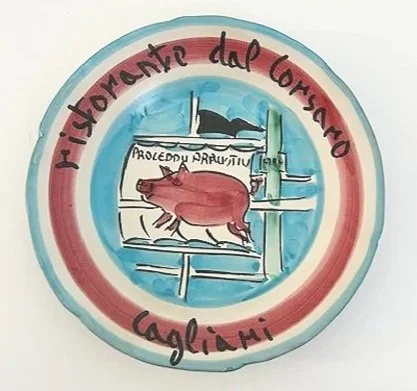 ristorante dal Corsaro
PROCEDDU ARRUSTIU
cagliari